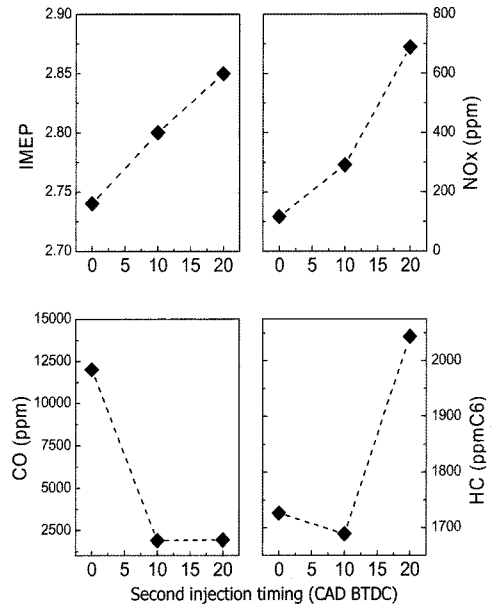 2.90
2.85
2.80
2.75
2.70
IMEP
0 5 10 15 20
800
600
400
200
0
NOx (ppm)
0 5 10 15 20
15000
12500
10000
7500
5000
2500
CO (ppm)
0 5 10 15 20
2000
1900
1800
1700
HC (ppmC6)
0 5 10 15 20
Second injection timing (CAD BTDC)